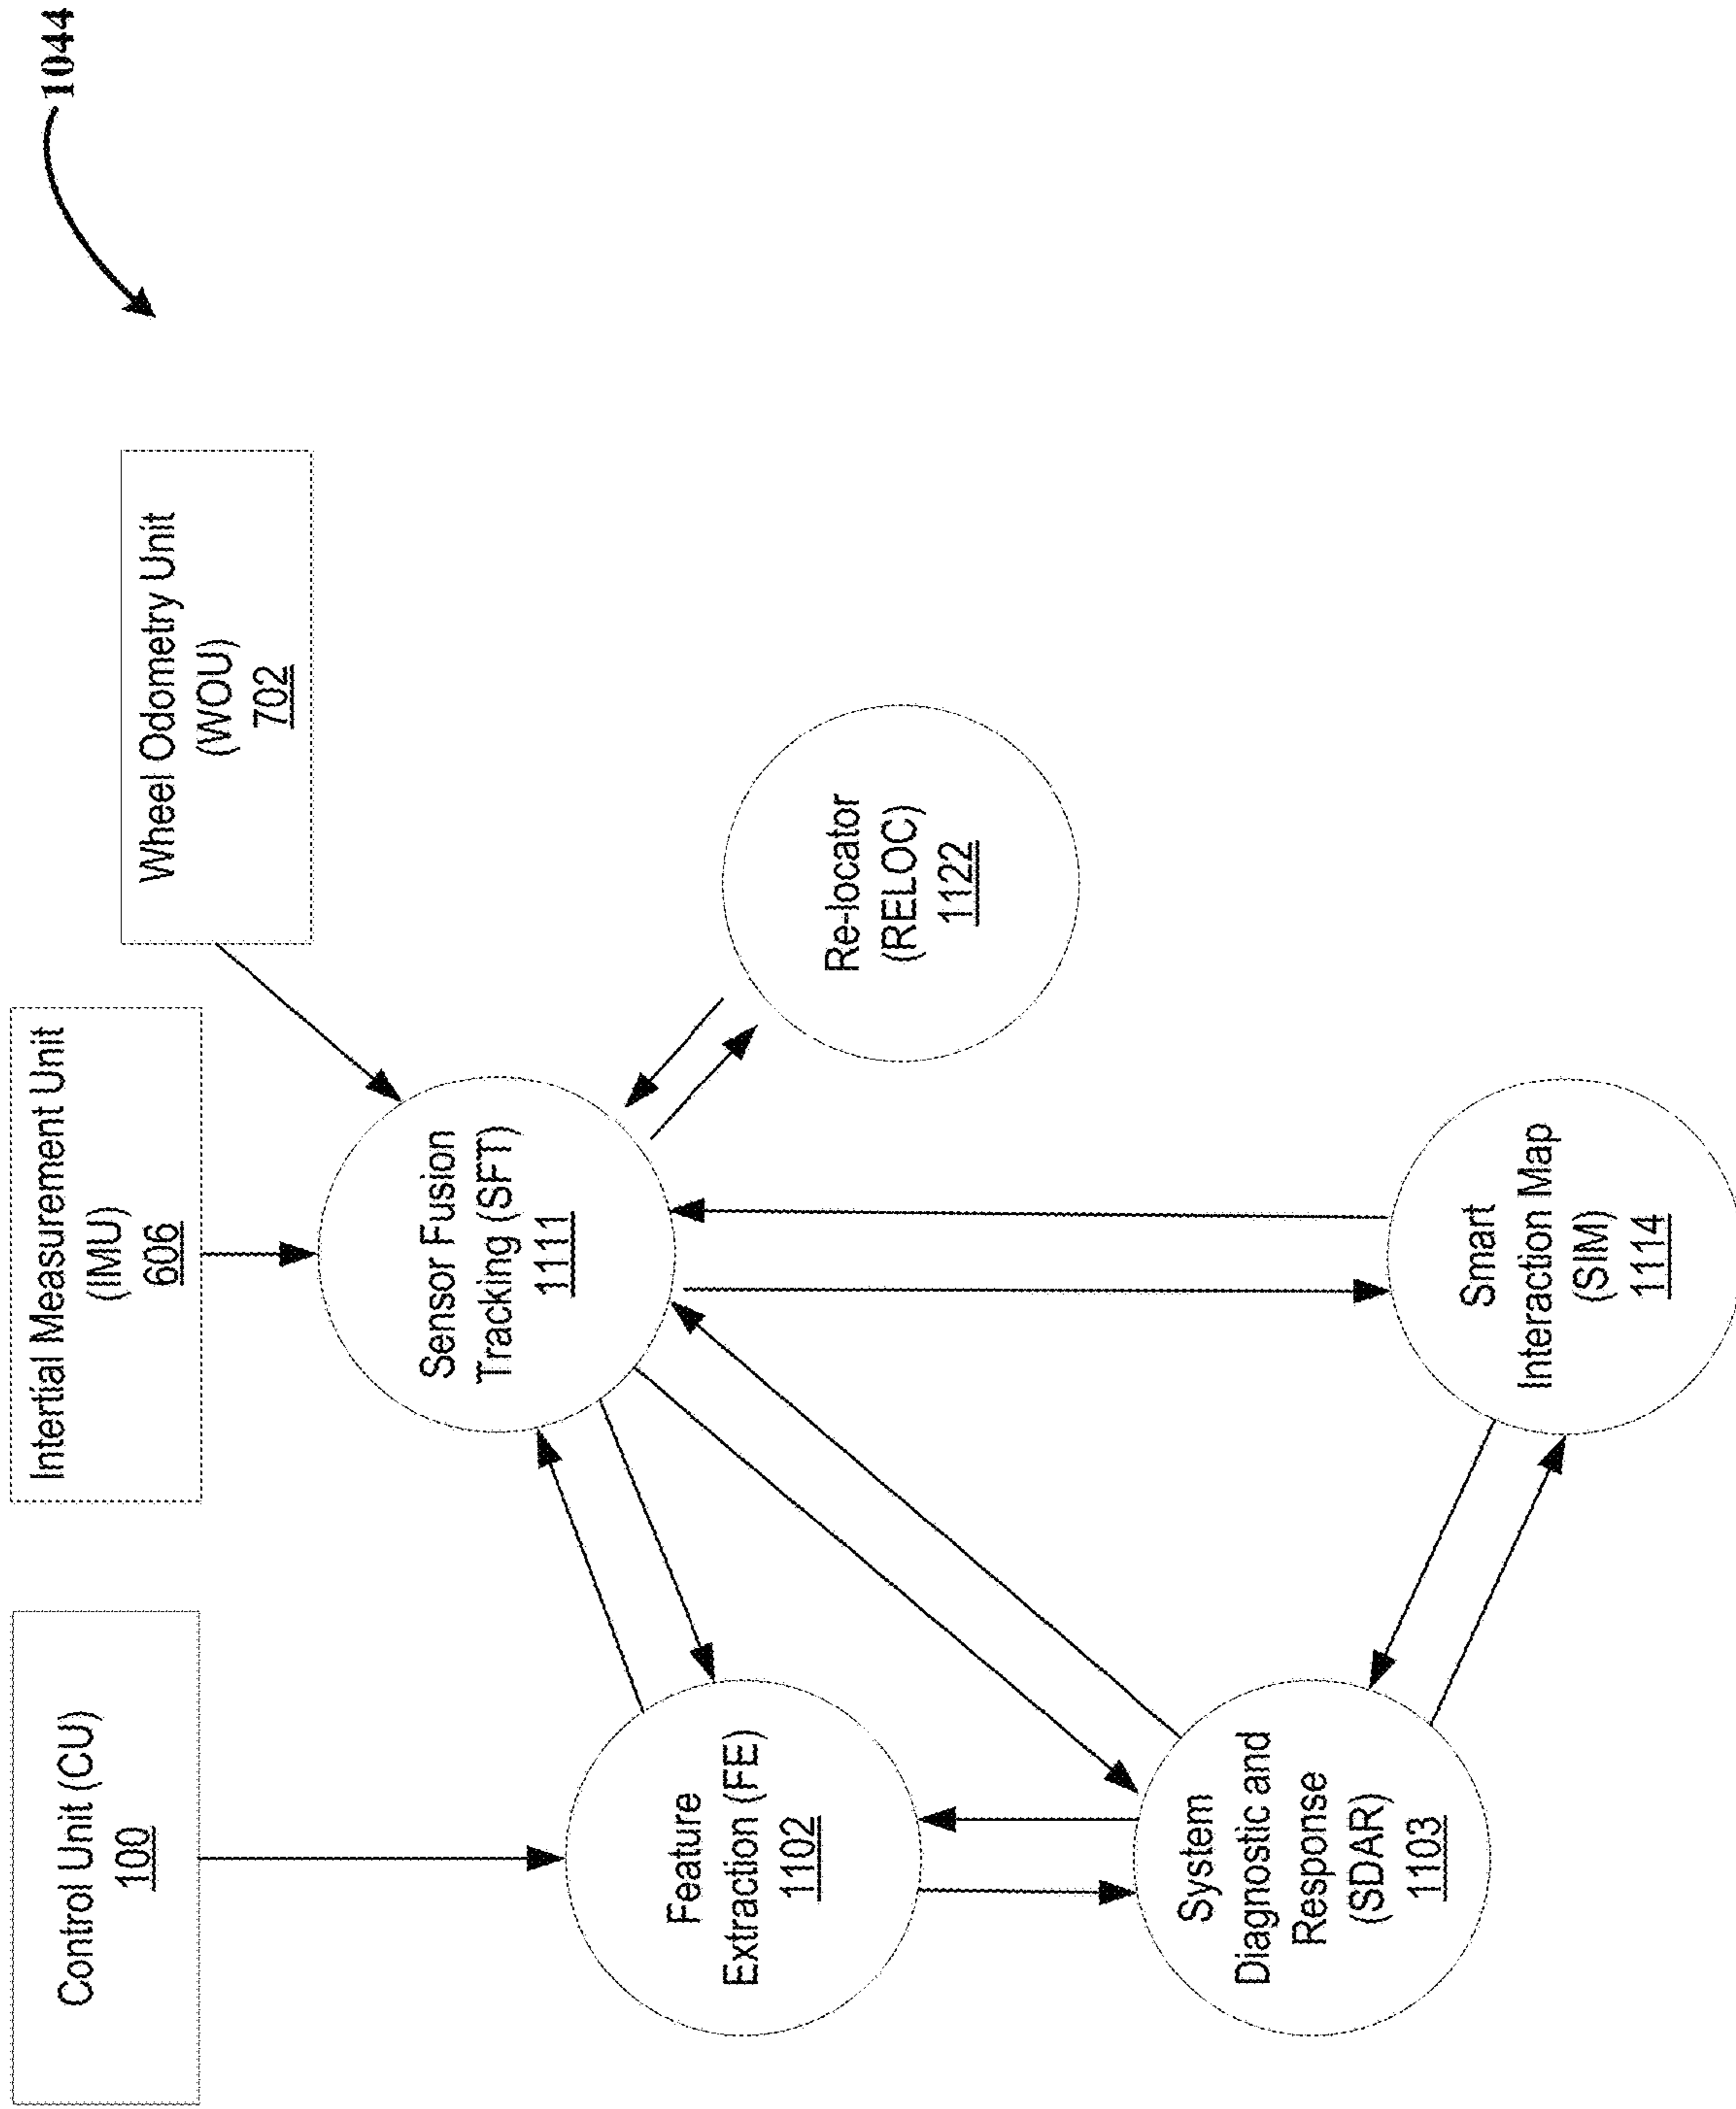 1044
Control Unit (CU)
100
Intertial Measurement Unit
(IMU)
606
Wheel Odometry Unit
(WOU)
702
Feature
Extraction (FE)
1102
Sensor Fusion
Tracking (SFT)
1111
Re-locator
(RELOC)
1122
System
Diagnostic and
Response
(SDAR)
1103
Smart
Interaction Map
(SIM)
1114